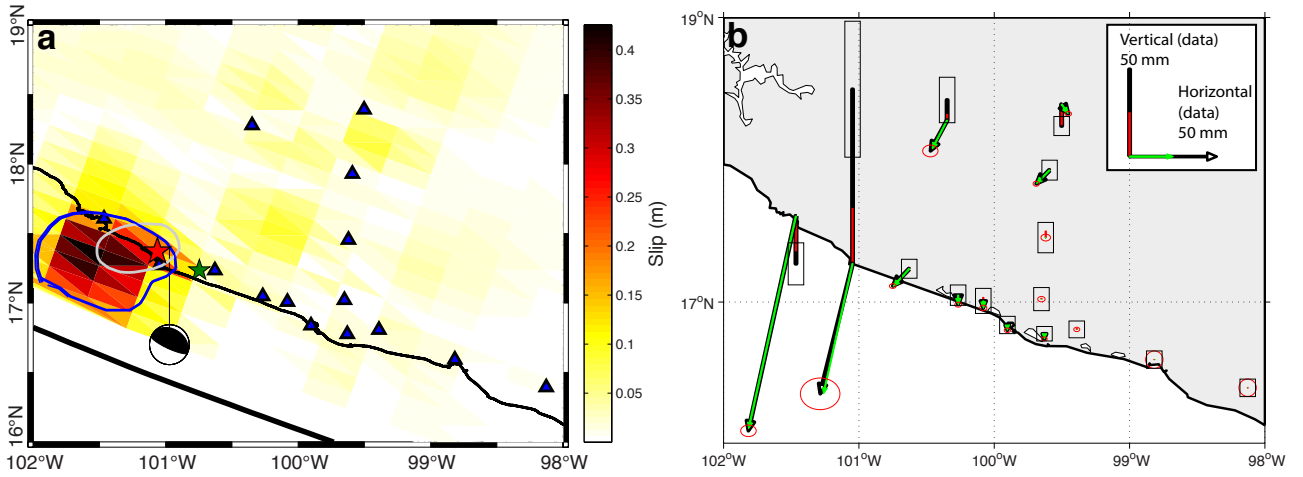 a
19°N
18°N
17°N
16°N
102°W
101°W
100°W
99°W
98°W
0.4
0.35
0.3
0.25
0.2
0.15
0.1
0.05
Slip (m)
b
19°N
17°N
102°W
101°W
100°W
99°W
98°W
Vertical (data)
50 mm
Horizontal
(data)
50 mm